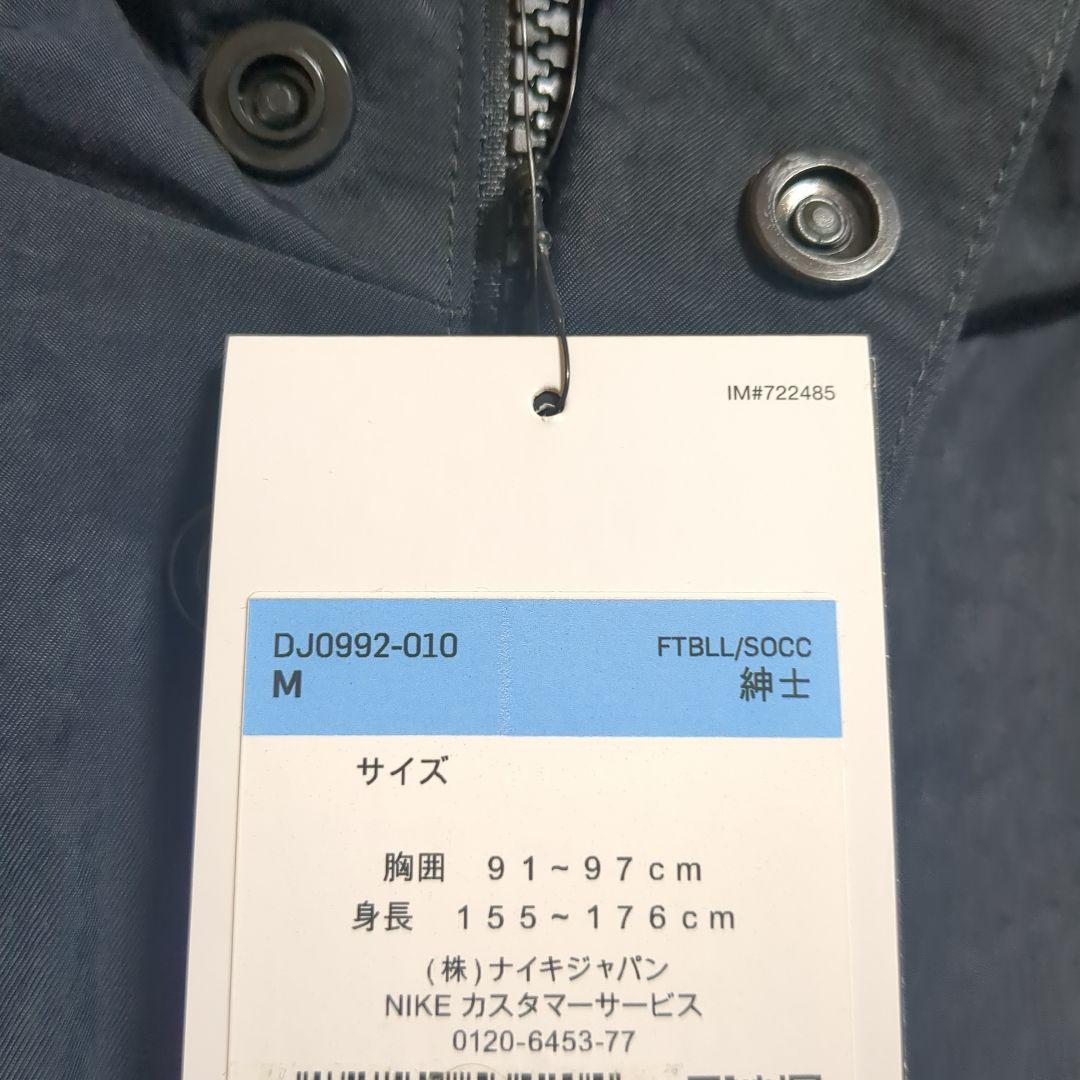 IM#722485
DJ0992-010 FTBLL/SOCC
M 紳士
サイズ
胸囲 91~97cm
身長 155~176cm
(株)ナイキジャパン
NIKE カスタマーサービス
0120-6453-77